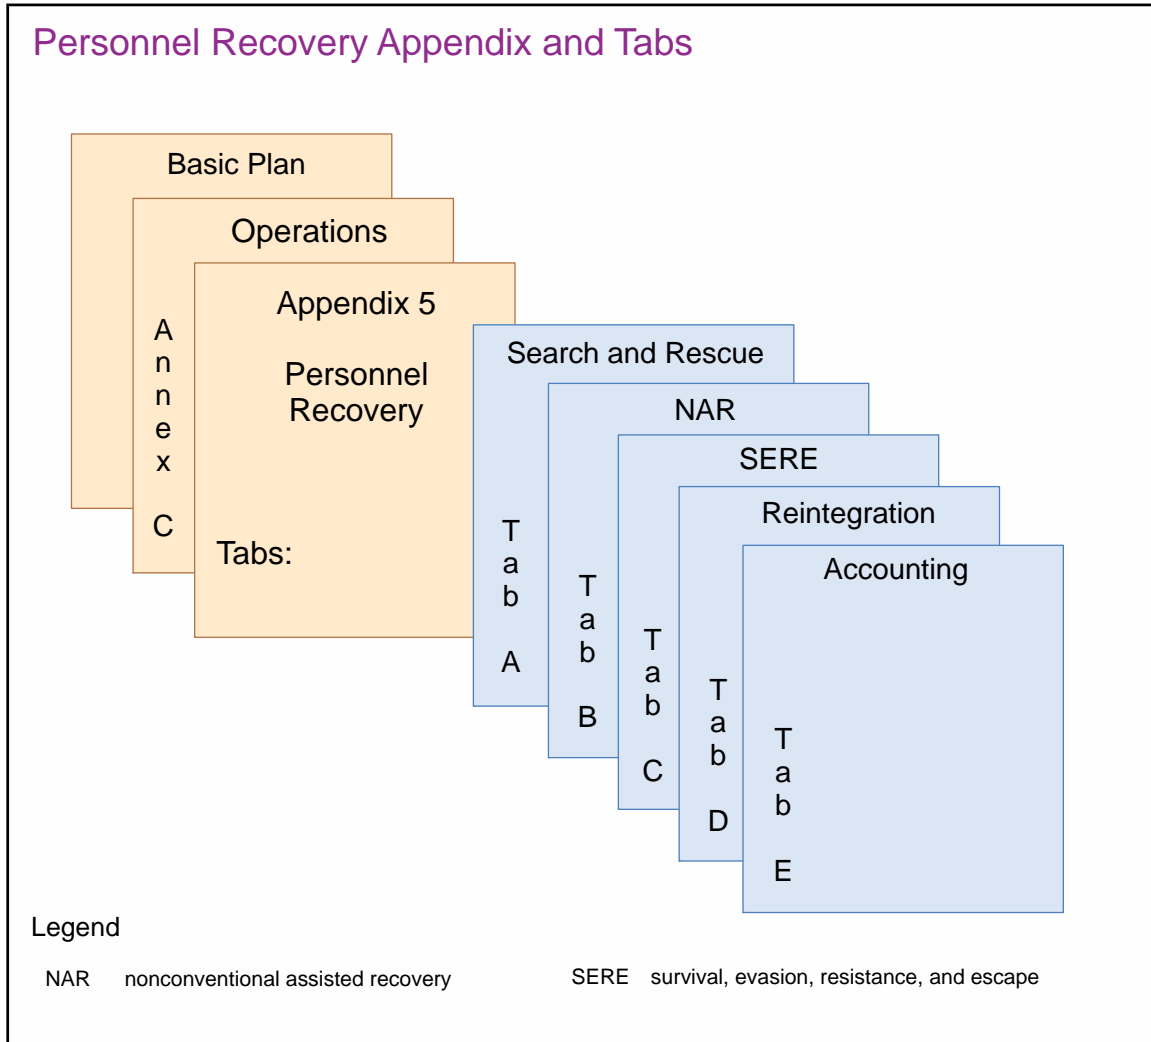 Personnel Recovery Appendix and Tabs
Basic Plan
Operations
Annex C
Appendix 5
Personnel
Recovery
Tabs:
Search and Rescue
Tab A
NAR
Tab B
SERE
Tab C
Reintegration
Tab D
Accounting
Tab E
Legend
NAR nonconventional assisted recovery
SERE survival, evasion, resistance, and escape